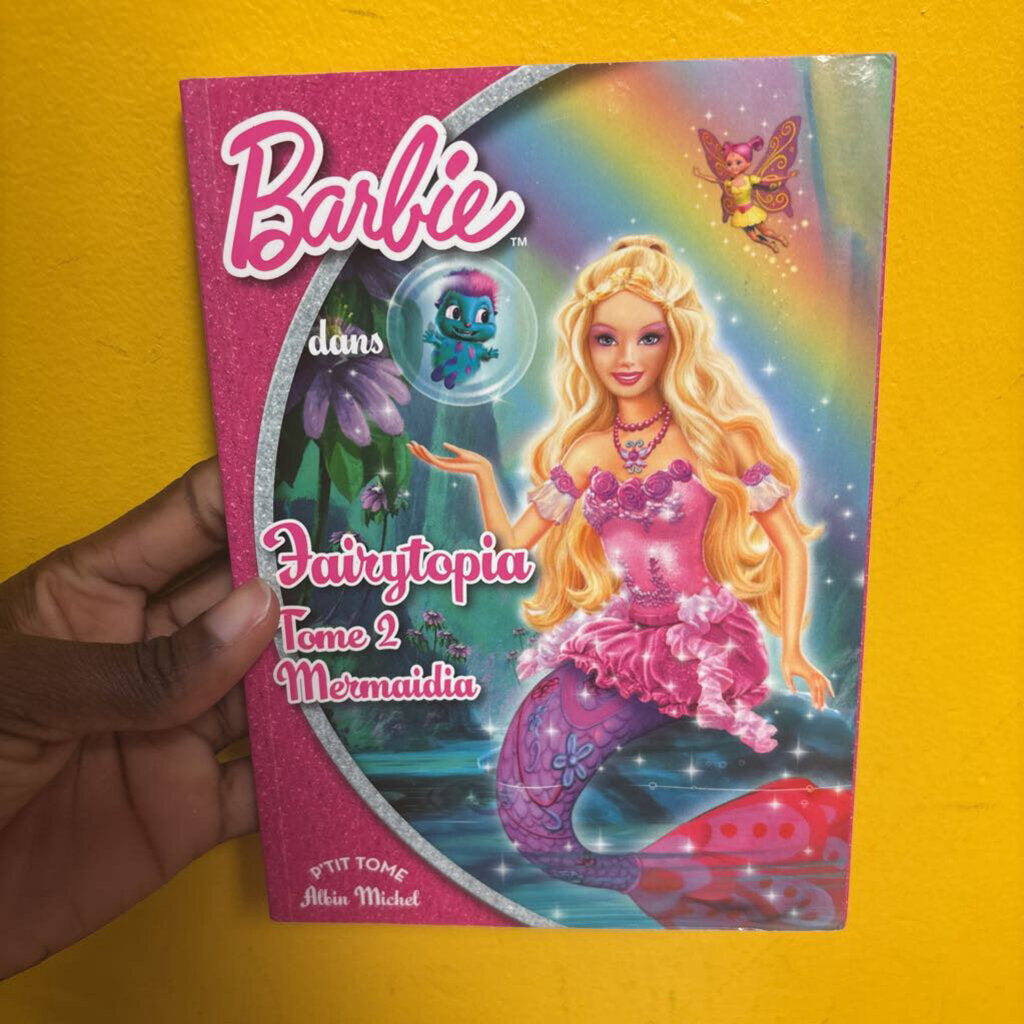 Barbie™
dans
Fairytopia
Tome 2
Mermaidia
P'TIT TOME
Albin Michel